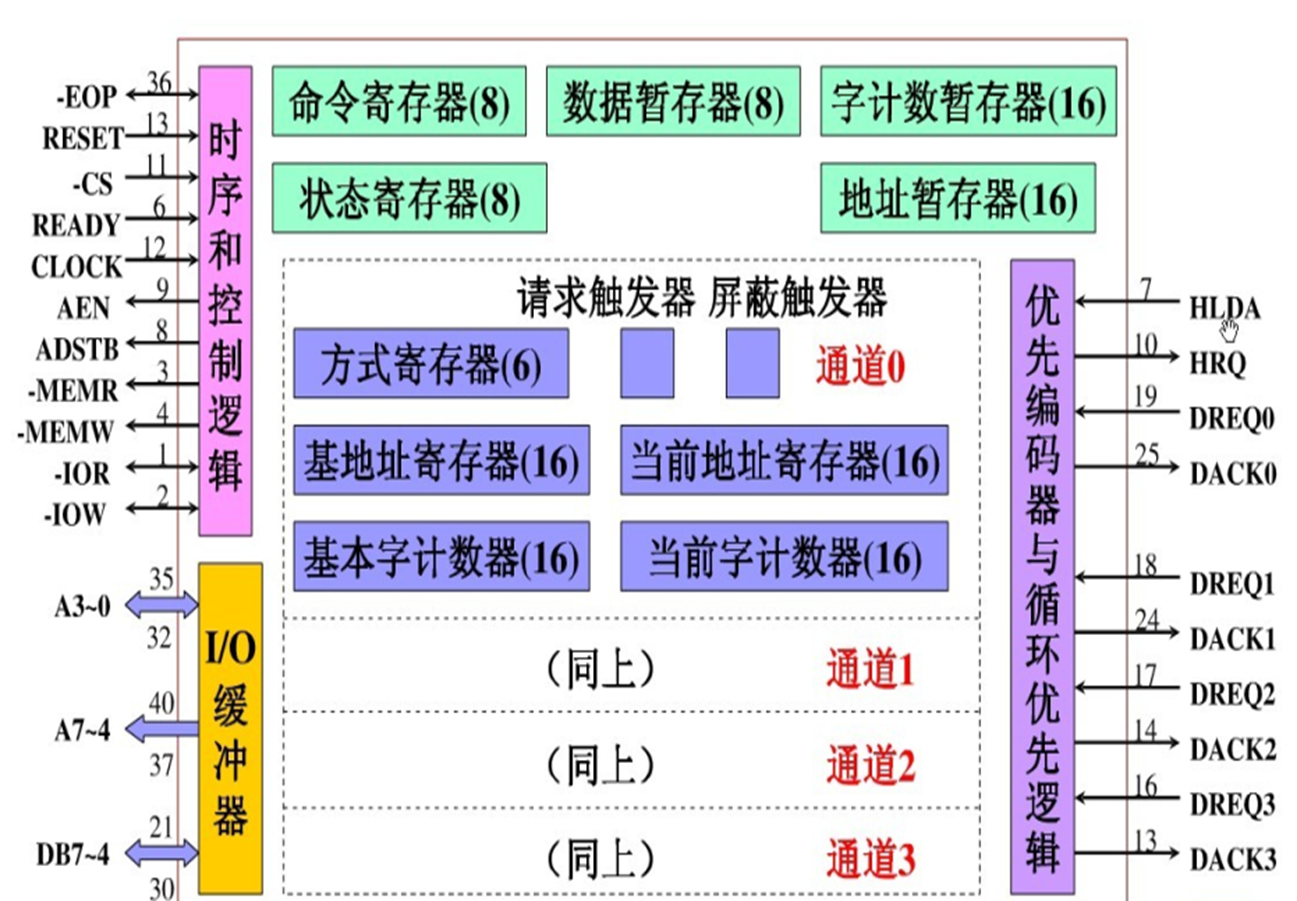 -EOP
36
RESET
13
-CS
11
READY
6
CLOCK
12
AEN
9
ADSTB
8
-MEMR
3
-MEMW
4
-IOR
1
-IOW
2
时序和控制逻辑
A3~0
35
32
A7~4
40
37
DB7~4
21
30
I/O缓冲器
命令寄存器(8)
数据暂存器(8)
字计数暂存器(16)
状态寄存器(8)
地址暂存器(16)
请求触发器 屏蔽触发器
方式寄存器(6)
通道0
基地址寄存器(16)
当前地址寄存器(16)
基本字计数器(16)
当前字计数器(16)
（同上）
通道1
（同上）
通道2
（同上）
通道3
优先编码器与循环优先逻辑
7
HLDA
10
HRQ
19
DREQ0
25
DACK0
18
DREQ1
24
DACK1
17
DREQ2
14
DACK2
16
DREQ3
13
DACK3